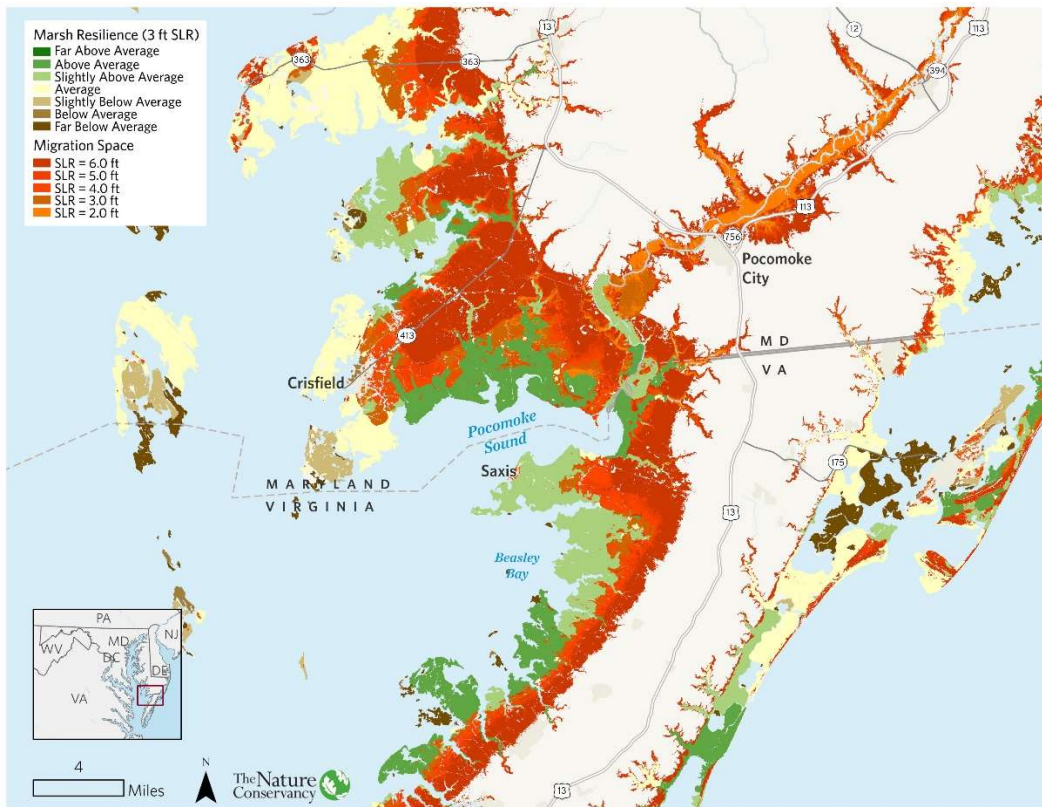 Marsh Resilience (3 ft SLR)
Far Above Average
Above Average
Slightly Above Average
Average
Slightly Below Average
Below Average
Far Below Average
Migration Space
SLR = 6.0 ft
SLR = 5.0 ft
SLR = 4.0 ft
SLR = 3.0 ft
SLR = 2.0 ft
13
12
113
363
363
394
113
756
Pocomoke
City
MD
VA
413
Crisfield
Pocomoke
Sound
Saxis
175
MARYLAND
VIRGINIA
13
Beasley
Bay
PA
WV
MD
NJ
DC
DE
VA
4
Miles
N
The Nature
Conservancy
13